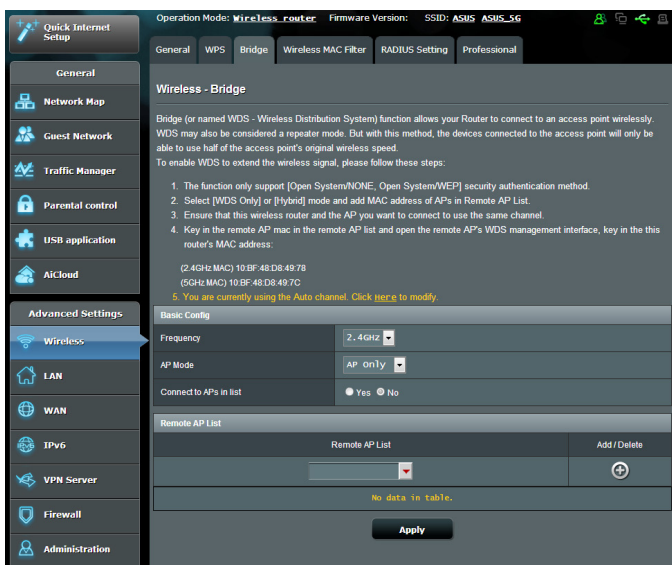 Quick Internet
Setup
Operation Mode: Wireless router Firmware Version: SSID: ASUS ASUS_5G
General WPS Bridge Wireless MAC Filter RADIUS Setting Professional
General
Network Map
Guest Network
Traffic Manager
Parental control
USB application
AiCloud
Advanced Settings
Wireless
LAN
WAN
IPv6
VPN Server
Firewall
Administration
Wireless - Bridge
Bridge (or named WDS - Wireless Distribution System) function allows your Router to connect to an access point wirelessly.
WDS may also be considered a repeater mode. But with this method, the devices connected to the access point will only be
able to use half of the access point's original wireless speed.
To enable WDS to extend the wireless signal, please follow these steps:
1. The function only support [Open System/NONE, Open System/WEP] security authentication method.
2. Select [WDS Only] or [Hybrid] mode and add MAC address of APs in Remote AP List.
3. Ensure that this wireless router and the AP you want to connect to use the same channel.
4. Key in the remote AP mac in the remote AP list and open the remote AP's WDS management interface, key in the this
router's MAC address:
(2.4GHz MAC) 10:BF:48:D8:49:78
(5GHz MAC) 10:BF:48:D8:49:7C
5. You are currently using the Auto channel. Click Here to modify.
Basic Config
Frequency 2.4GHz
AP Mode AP Only
Connect to APs in list Yes No
Remote AP List
Remote AP List Add / Delete
No data in table.
Apply